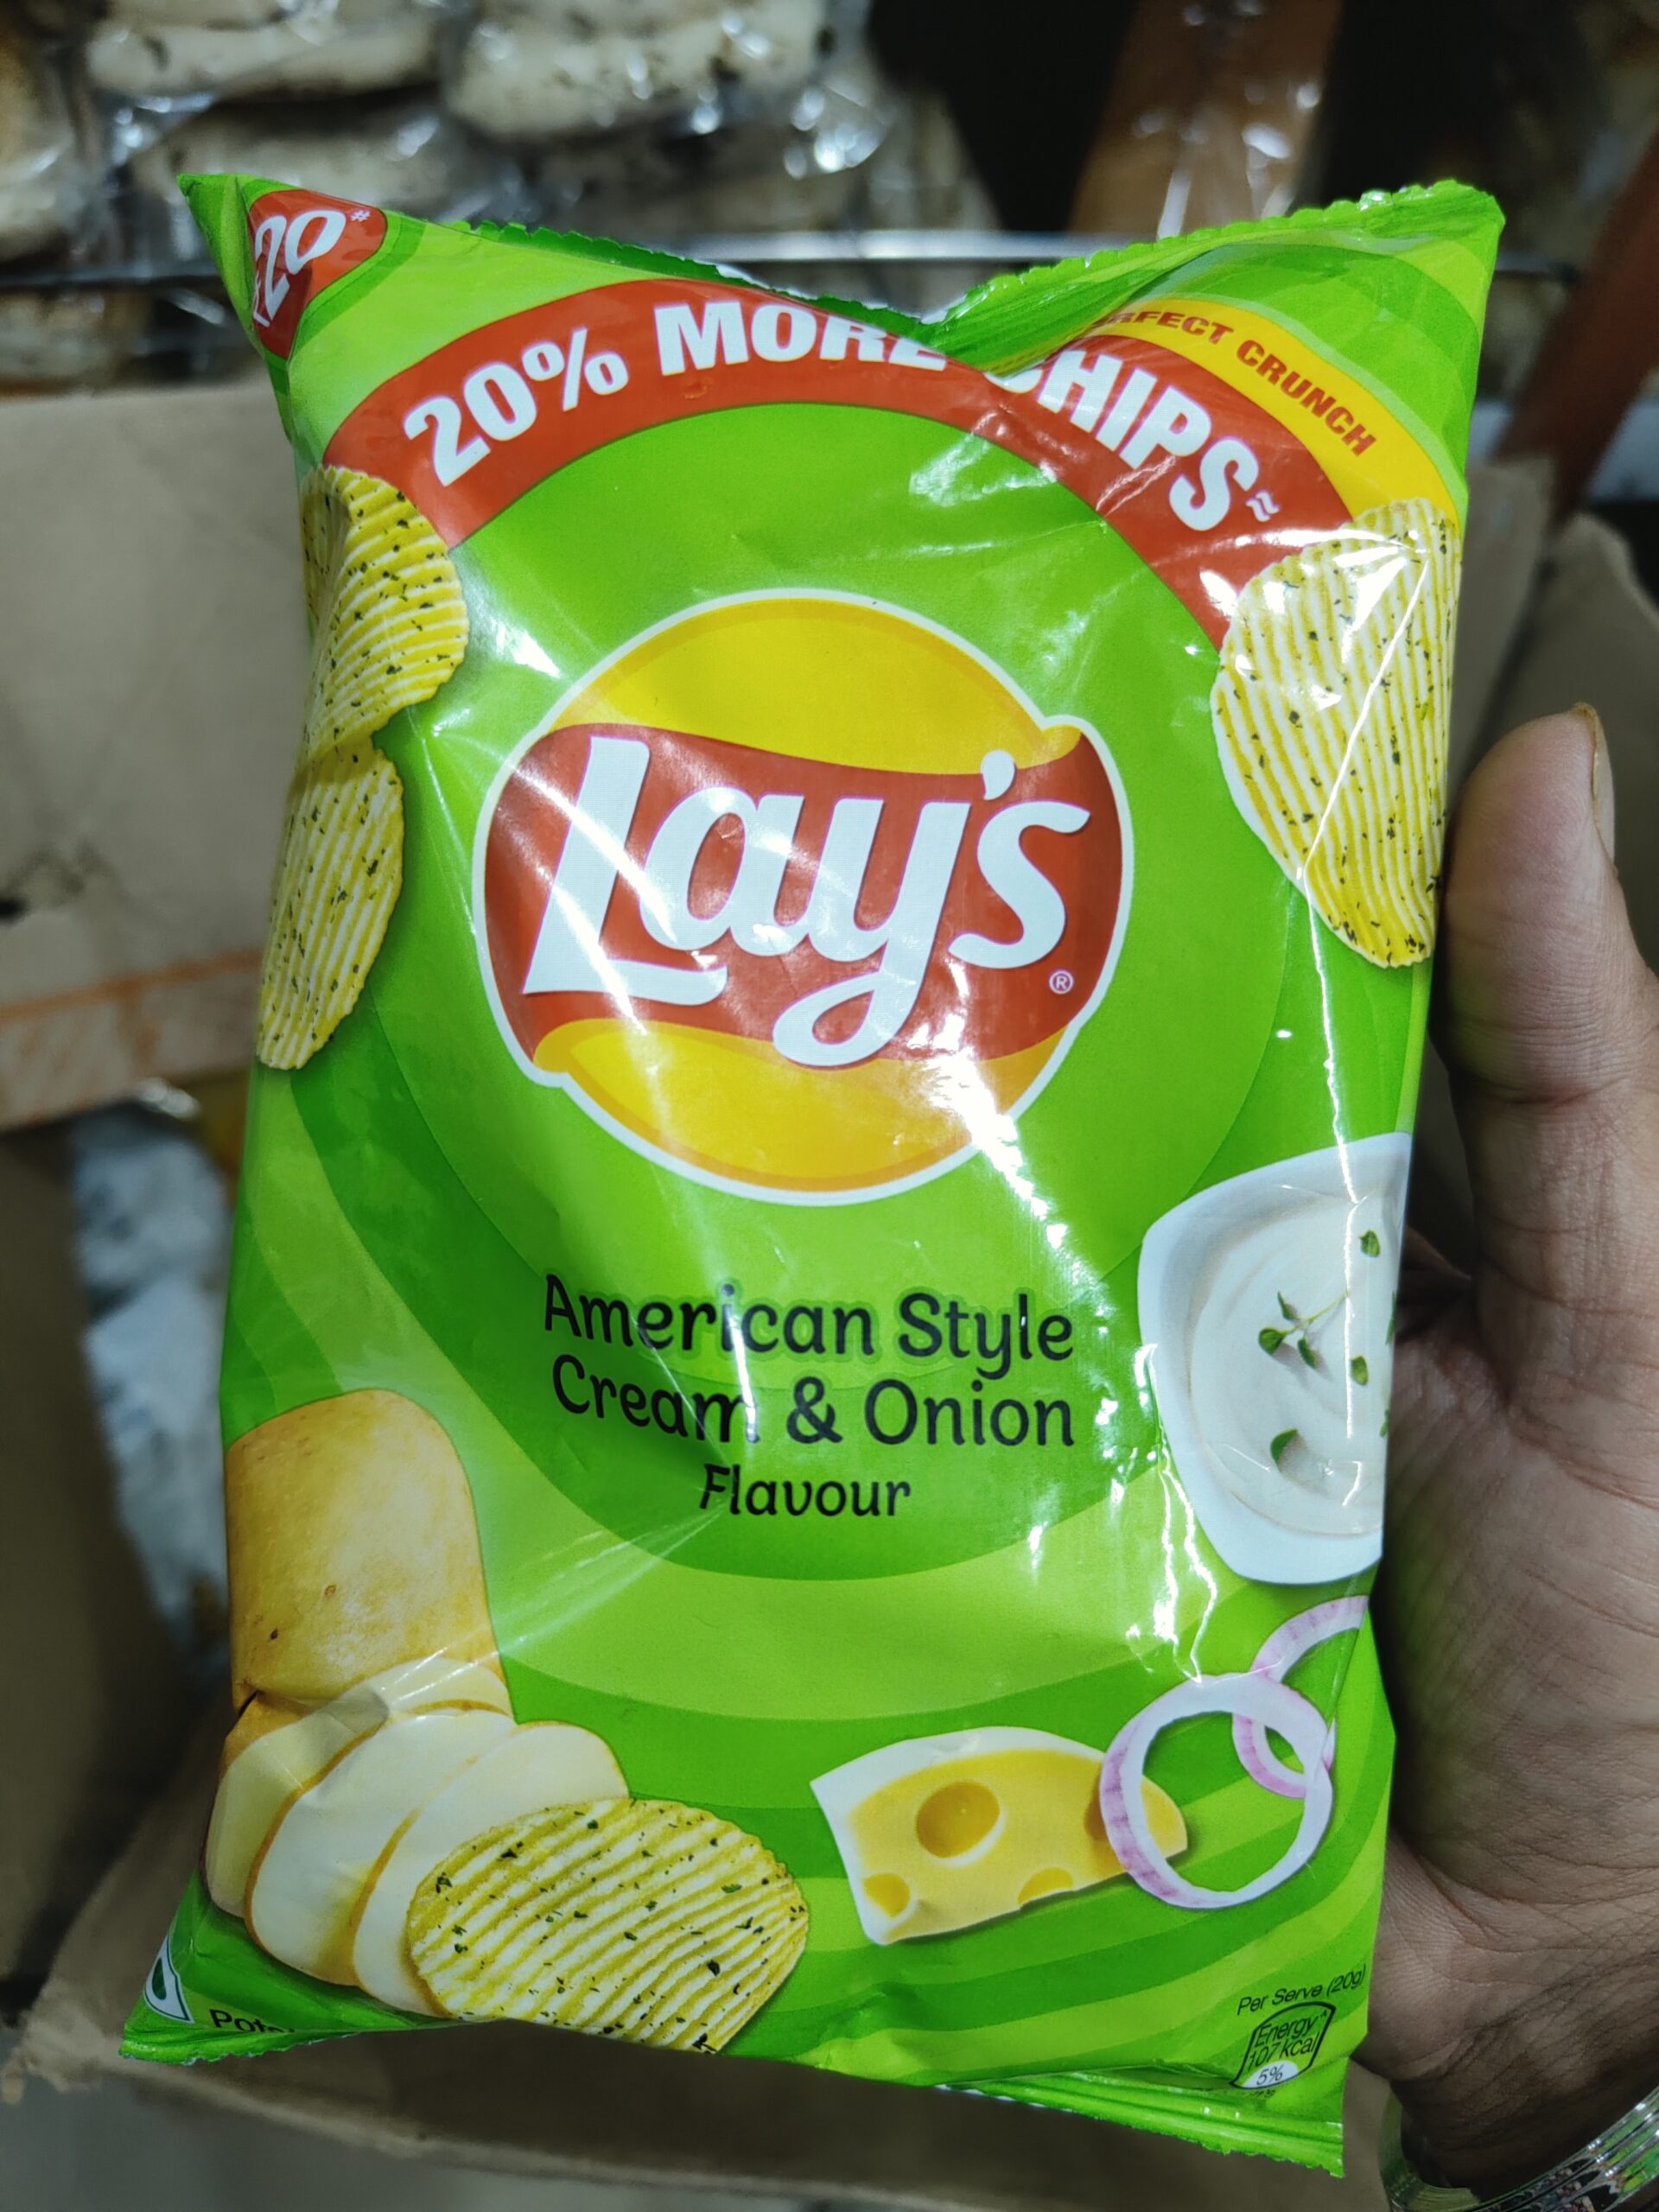 ₹20#
20% MORE CHIPS≈
PERFECT CRUNCH
Lay's®
American Style
Cream & Onion
Flavour
Per Serve (20g)
Energy^
107 kcal
5%